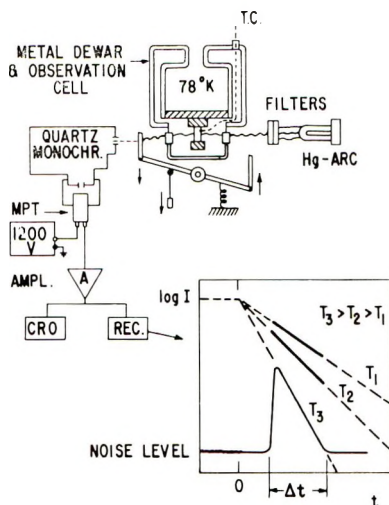 T.C.
METAL DEWAR
& OBSERVATION
CELL
78°K
FILTERS
Hg-ARC
QUARTZ
MONOCHR.
MPT
1200
V
AMPL.
A
CRO
REC.
log I
T₃ > T₂ > T₁
T₁
T₂
T₃
NOISE LEVEL
0
Δt
t